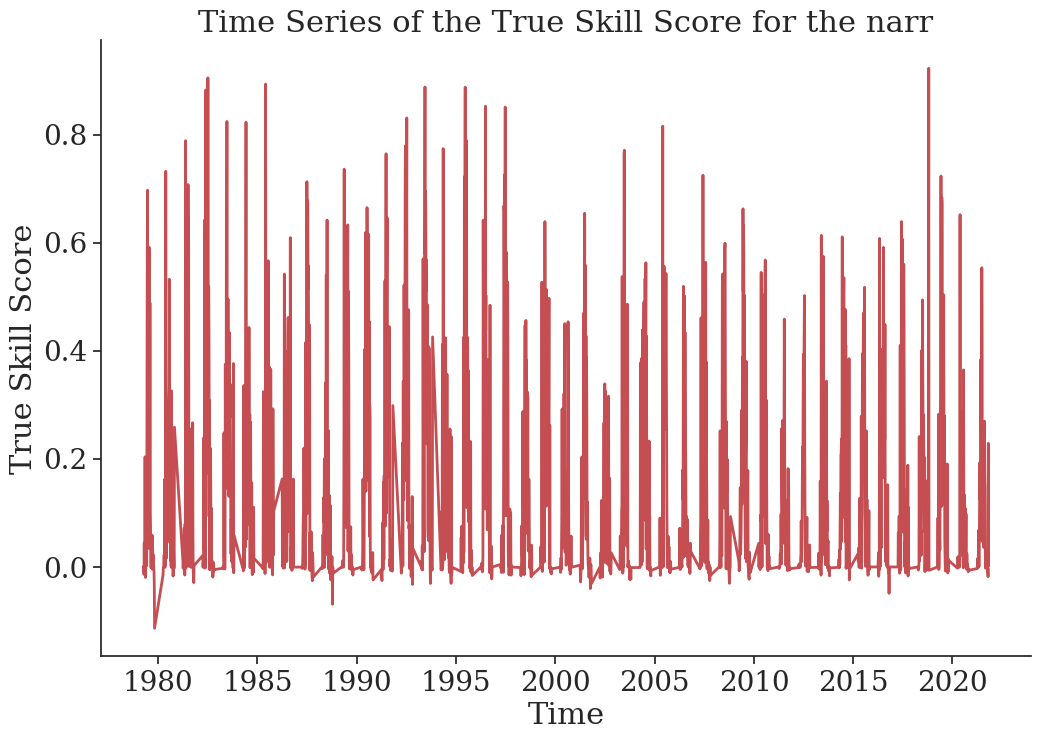 Time Series of the True Skill Score for the narr
True Skill Score
0.8
0.6
0.4
0.2
0.0
1980 1985 1990 1995 2000 2005 2010 2015 2020
Time